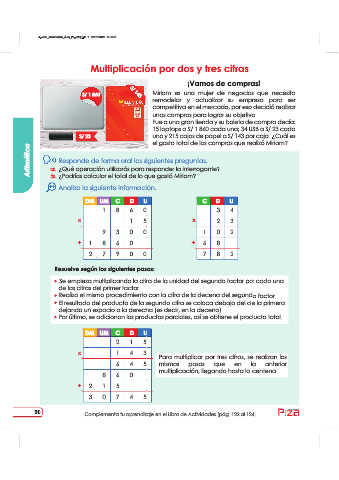 Multiplicación por dos y tres cifras
¡Vamos de compras!
Miriam es una mujer de negocios que necesita
remodelar y actualizar su empresa para ser
competitiva en el mercado, por eso decidió realizar
unas compras para lograr su objetivo.
Fue a una gran tienda y su boleta de compra decía:
15 laptops a S/ 1 860 cada una; 34 USB a S/ 23 cada
uno y 215 cajas de papel a S/ 143 por caja. ¿Cuál es
el gasto total de las compras que realizó Miriam?
S/ 1 860
S/ 23
Aritmética
Responde de forma oral las siguientes preguntas.
¿Qué operación utilizarás para responder la interrogante?
¿Podrías calcular el total de lo que gastó Miriam?
Analiza la siguiente información.
DM UM C D U
1 8 6 0
x 1 5
9 3 0 0
+ 1 8 6 0
2 7 9 0 0
C D U
3 4
x 2 3
1 0 2
+ 6 8
7 8 2
Resuelve según los siguientes pasos:
Se empieza multiplicando la cifra de la unidad del segundo factor por cada una
de las cifras del primer factor.
Realiza el mismo procedimiento con la cifra de la decena del segundo factor.
El resultado del producto de la segunda cifra se coloca debajo del de la primera
dejando un espacio a la derecha (es decir, en la decena)
Por último, se adicionan los productos parciales, así se obtiene el producto total.
DM UM C D U
2 1 5
x 1 4 3
6 4 5
8 6 0
+ 2 1 5
3 0 7 4 5
Para multiplicar por tres cifras, se realizan los
mismos pasos que en la anterior
multiplicación, llegando hasta la centena
Complementa tu aprendizaje en el Libro de Actividades (pág. 122 al 124)